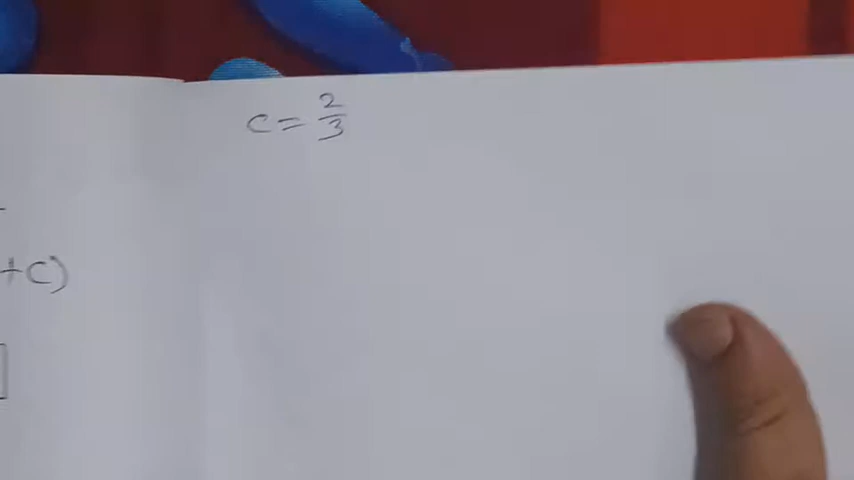 c = 2/3
+c)